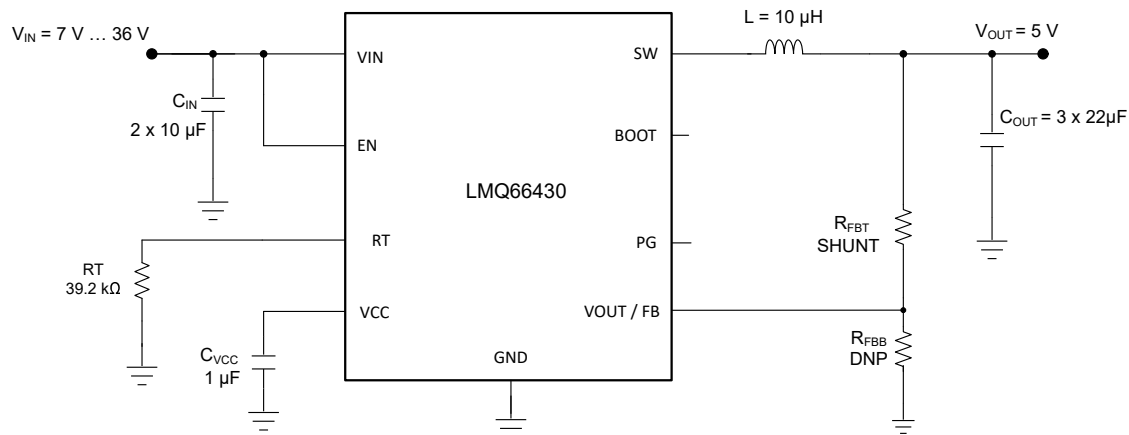 V_IN = 7 V ... 36 V
L = 10 µH
V_OUT = 5 V
VIN
SW
C_IN
2 x 10 µF
C_OUT = 3 x 22µF
EN
BOOT
LMQ66430
RT
PG
R_FBT
SHUNT
RT
39.2 kΩ
VCC
VOUT / FB
C_VCC
1 µF
GND
R_FBB
DNP